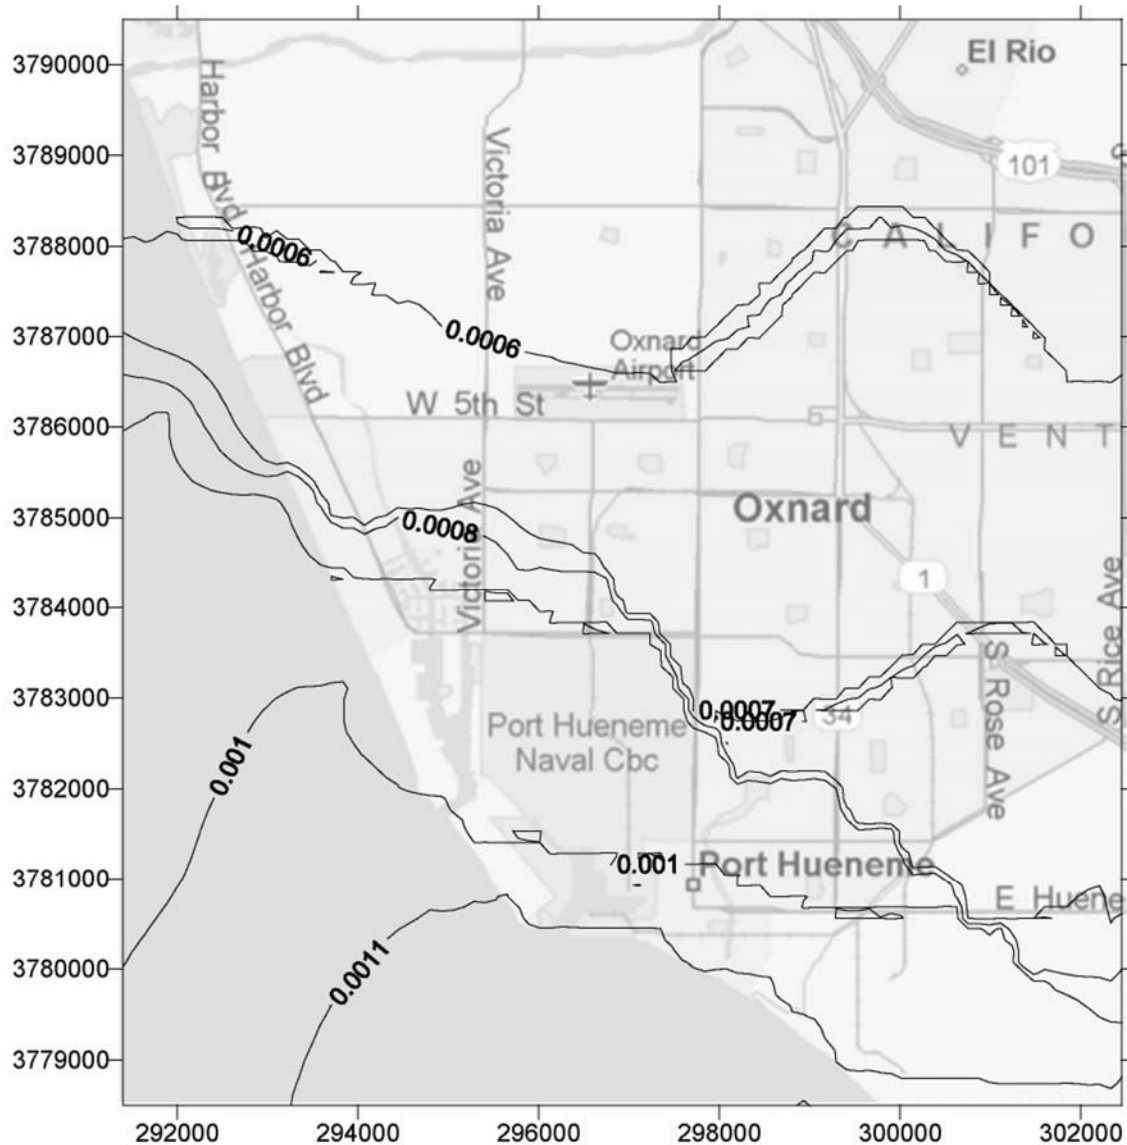 3790000
3789000
3788000
3787000
3786000
3785000
3784000
3783000
3782000
3781000
3780000
3779000
El Rio
101
S
Harbor Blvd
Harbor Blvd
Victoria Ave
C A L I F O
0.0006
0.0006
Oxnard
Airport
W 5th St
V E N T
Oxnard
0.0008
Victoria Ave
1
S Rice Ave
S Rose Ave
0.0007
0.0007
34
Port Hueneme
Naval Cbc
0.001
0.001
Port Hueneme
E Huene
0.0011
292000 294000 296000 298000 300000 302000